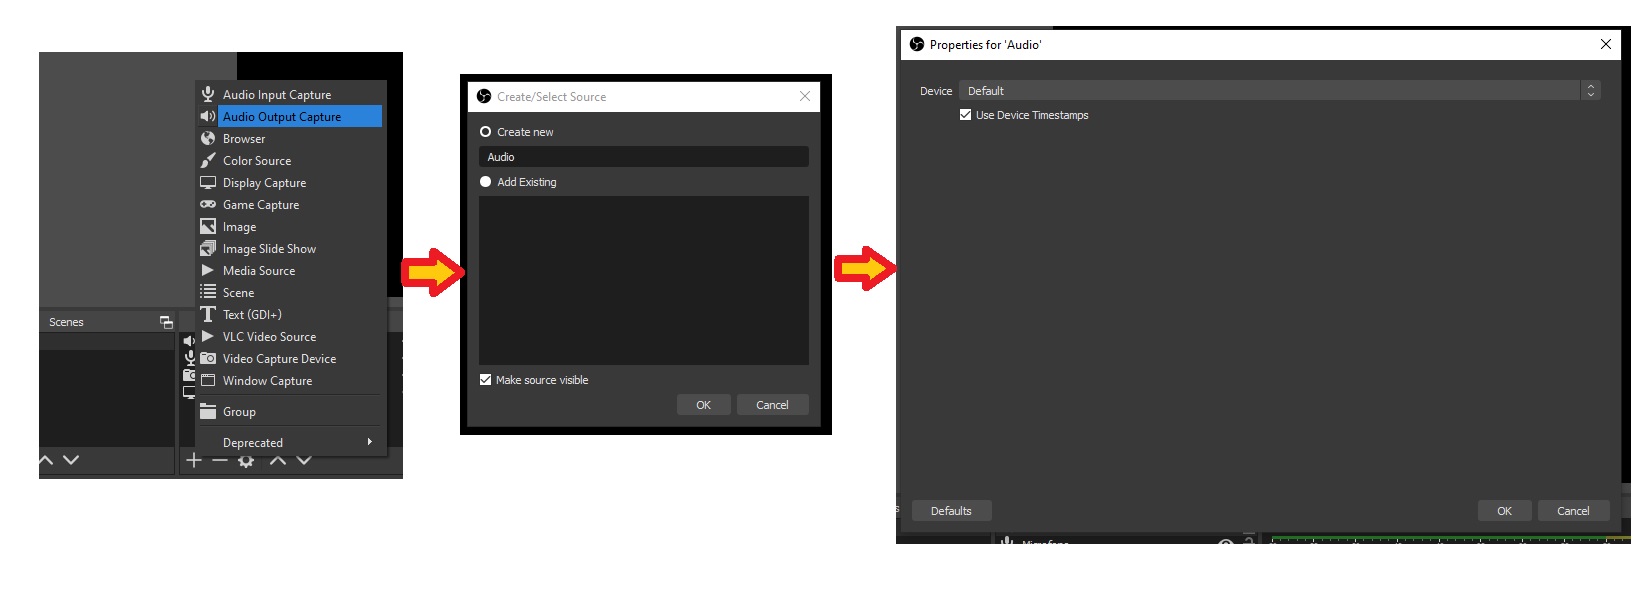 Audio Input Capture
Audio Output Capture
Browser
Color Source
Display Capture
Game Capture
Image
Image Slide Show
Media Source
Scene
Text (GDI+)
VLC Video Source
Video Capture Device
Window Capture
Group
Deprecated
Scenes
Create/Select Source
Create new
Audio
Add Existing
Make source visible
OK Cancel
Properties for 'Audio'
Device Default
Use Device Timestamps
Defaults OK Cancel